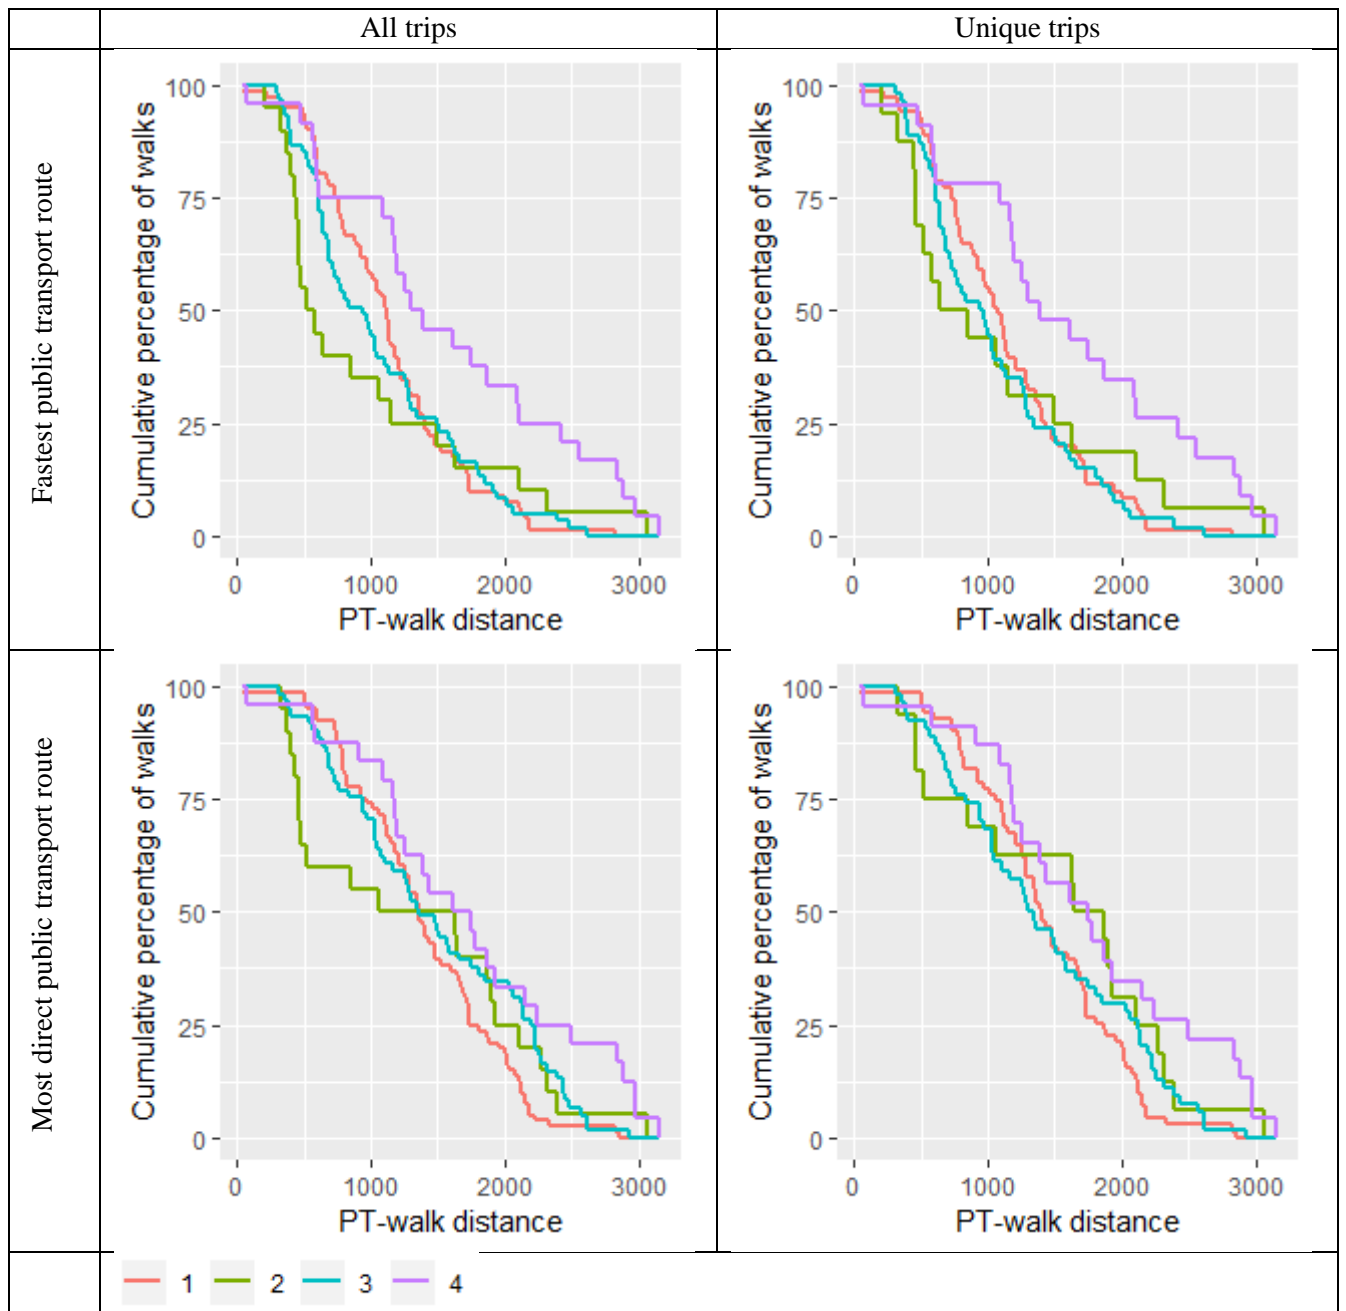 All trips
Unique trips
Fastest public transport route
Cumulative percentage of walks
100
75
50
25
0
0 1000 2000 3000
PT-walk distance
Cumulative percentage of walks
100
75
50
25
0
0 1000 2000 3000
PT-walk distance
Most direct public transport route
Cumulative percentage of walks
100
75
50
25
0
0 1000 2000 3000
PT-walk distance
Cumulative percentage of walks
100
75
50
25
0
0 1000 2000 3000
PT-walk distance
1 2 3 4